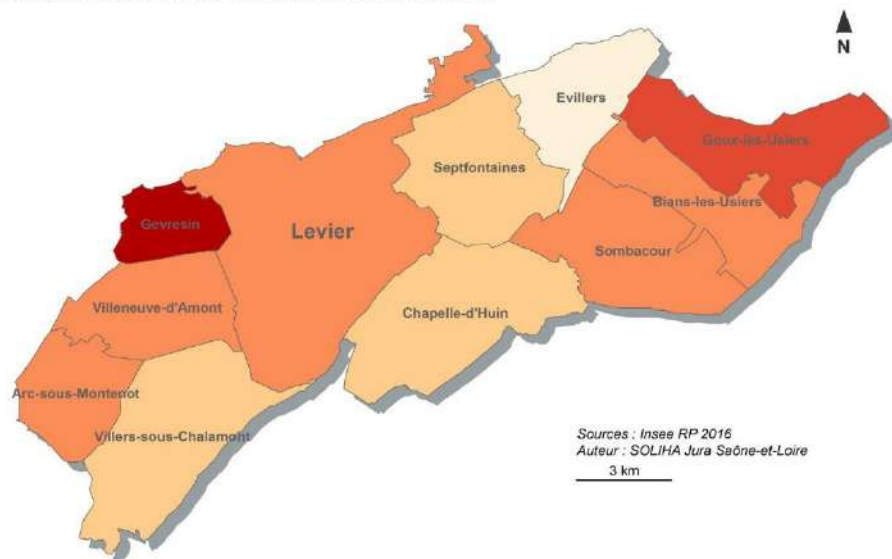 N
Evillers
Goux-les-Usiers
Septfontaines
Bians-les-Usiers
Gevresin
Levier
Sombacour
Villeneuve-d'Amont
Chapelle-d'Huin
Arc-sous-Montenot
Villers-sous-Chalamont
Sources : Insee RP 2016
Auteur : SOLIHA Jura Saône-et-Loire
3 km